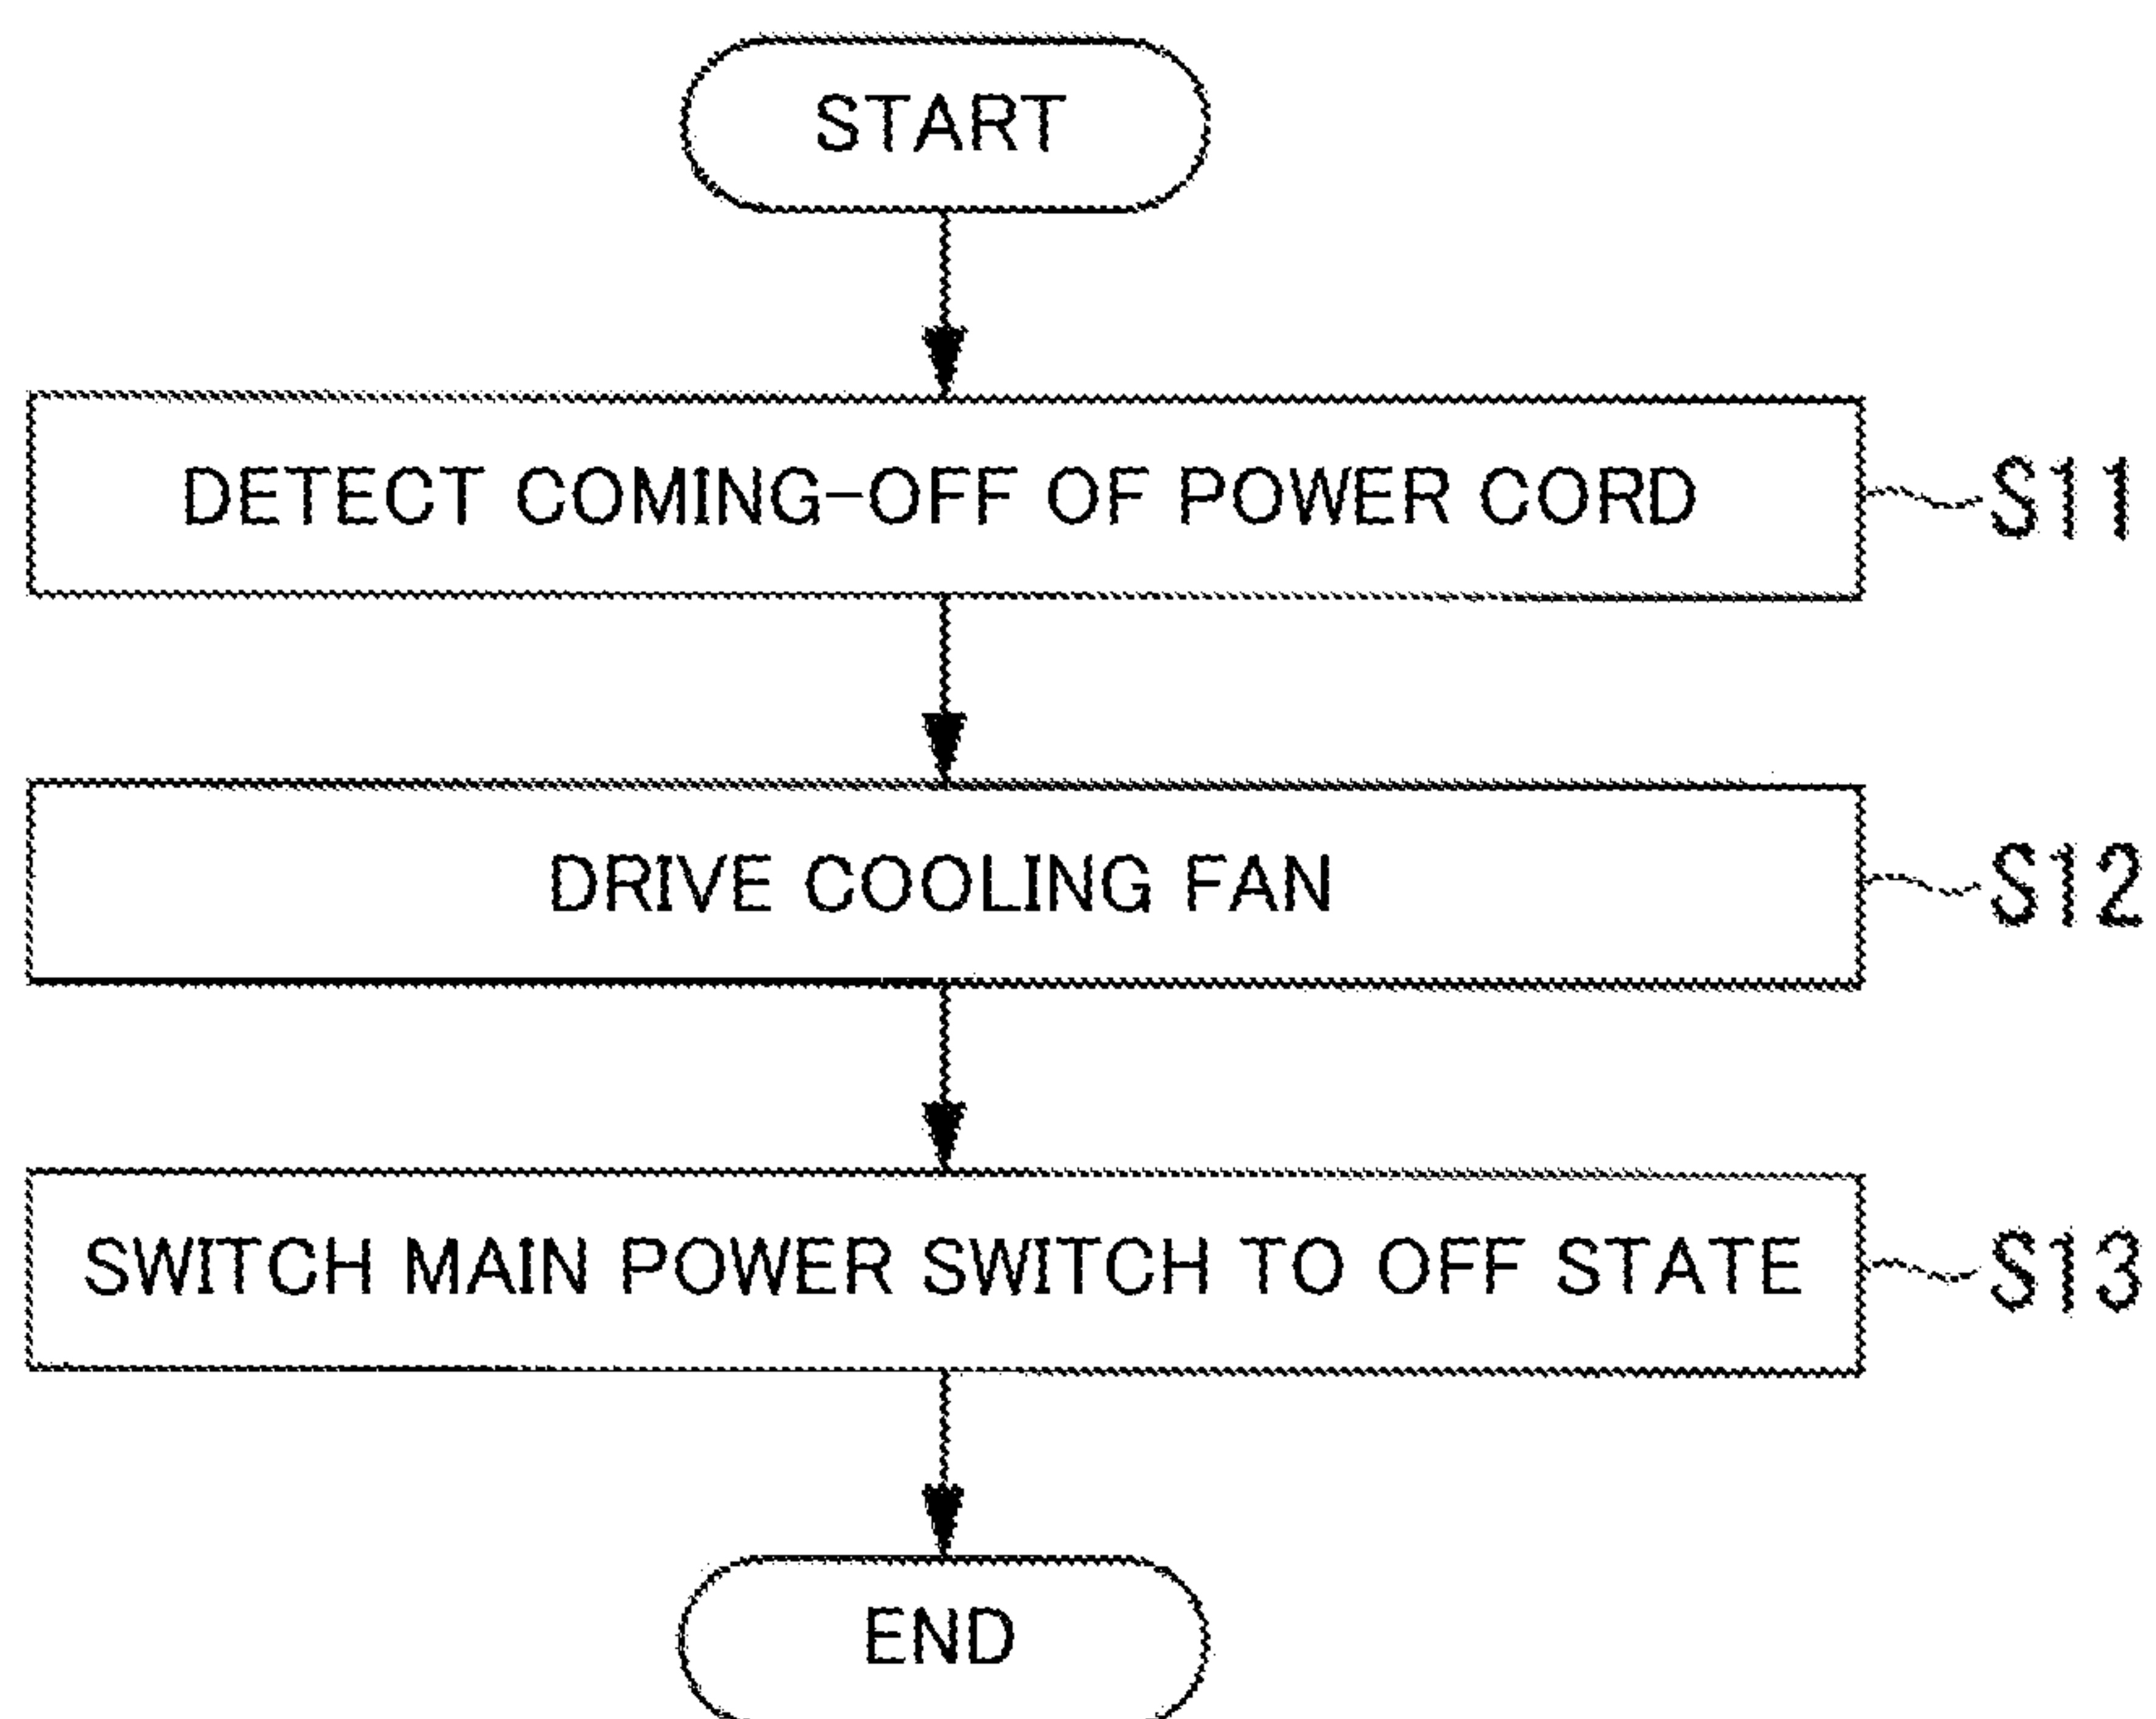 START
DETECT COMING-OFF OF POWER CORD
S11
DRIVE COOLING FAN
S12
SWITCH MAIN POWER SWITCH TO OFF STATE
S13
END